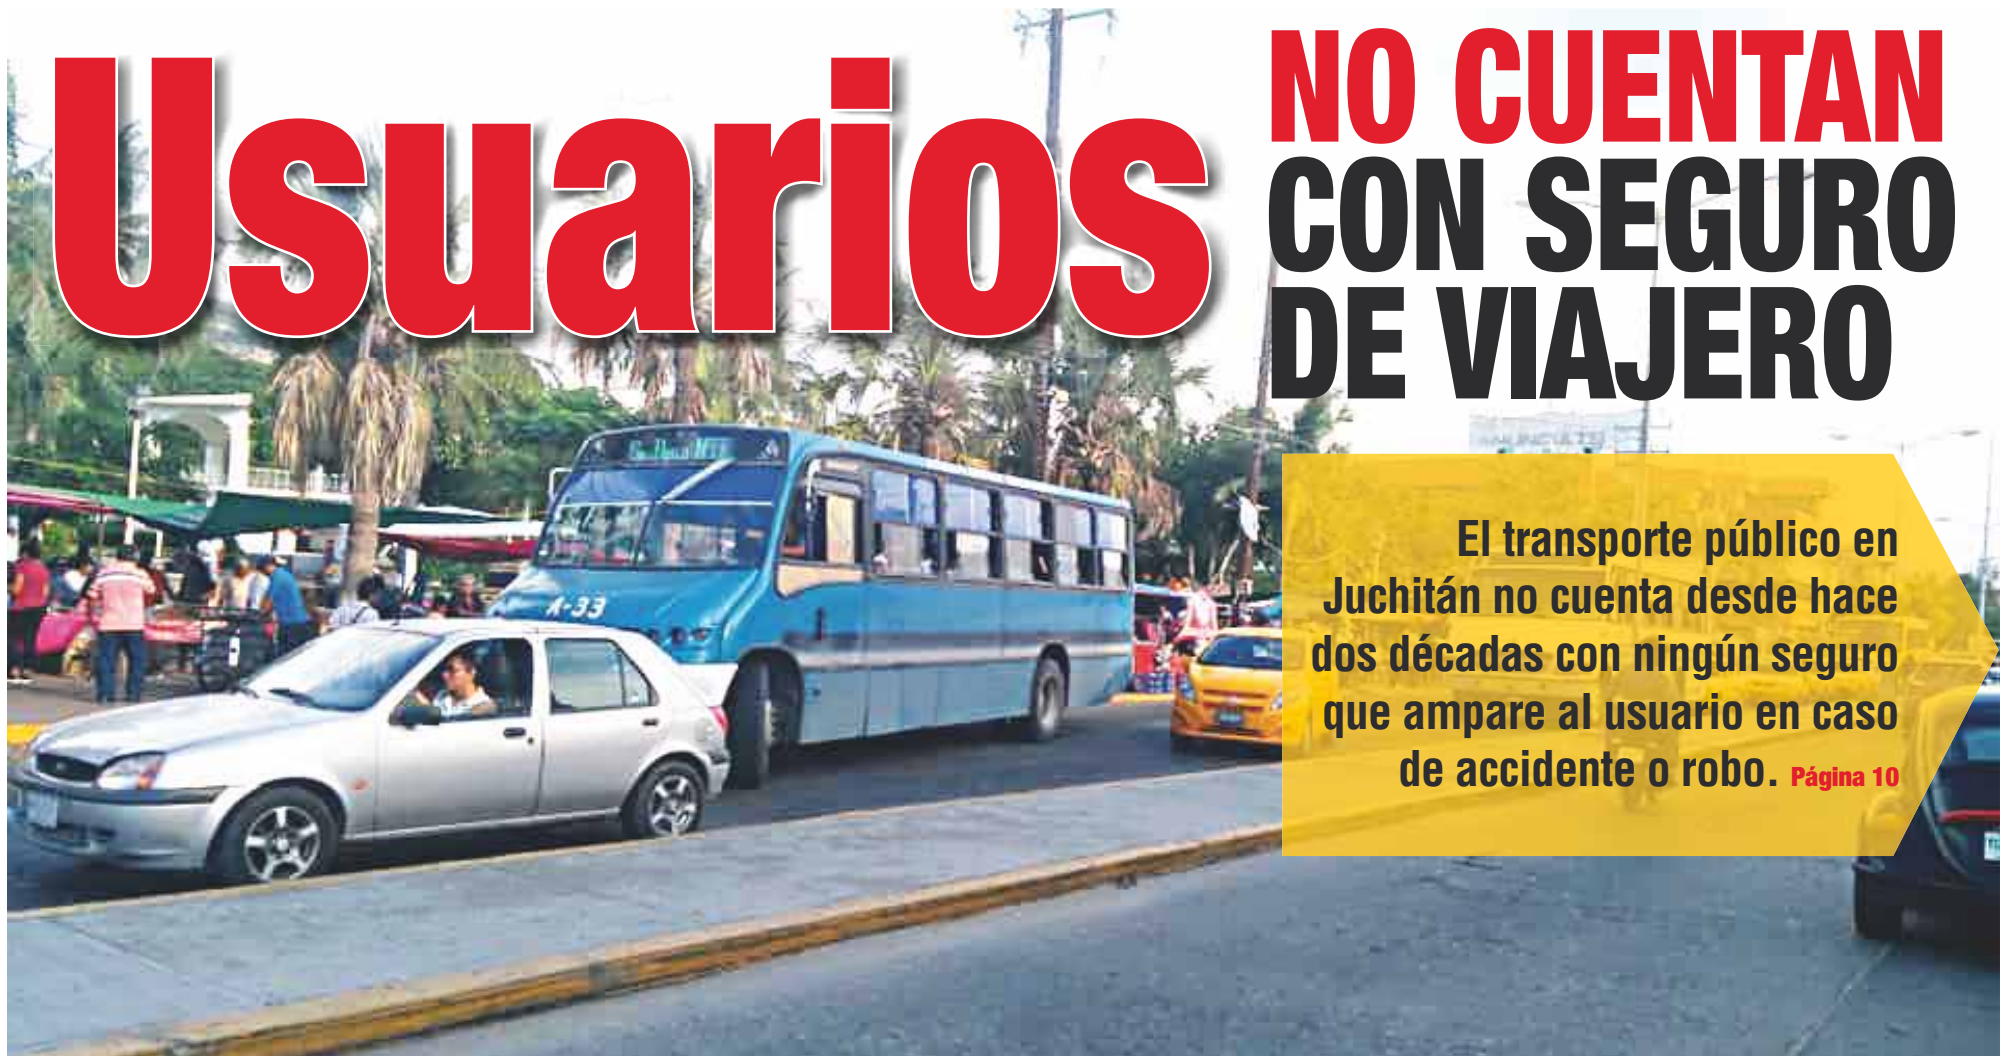 Usuarios
NO CUENTAN
CON SEGURO
DE VIAJERO
El transporte público en
Juchitán no cuenta desde hace
dos décadas con ningún seguro
que ampare al usuario en caso
de accidente o robo. Página 10
A-33